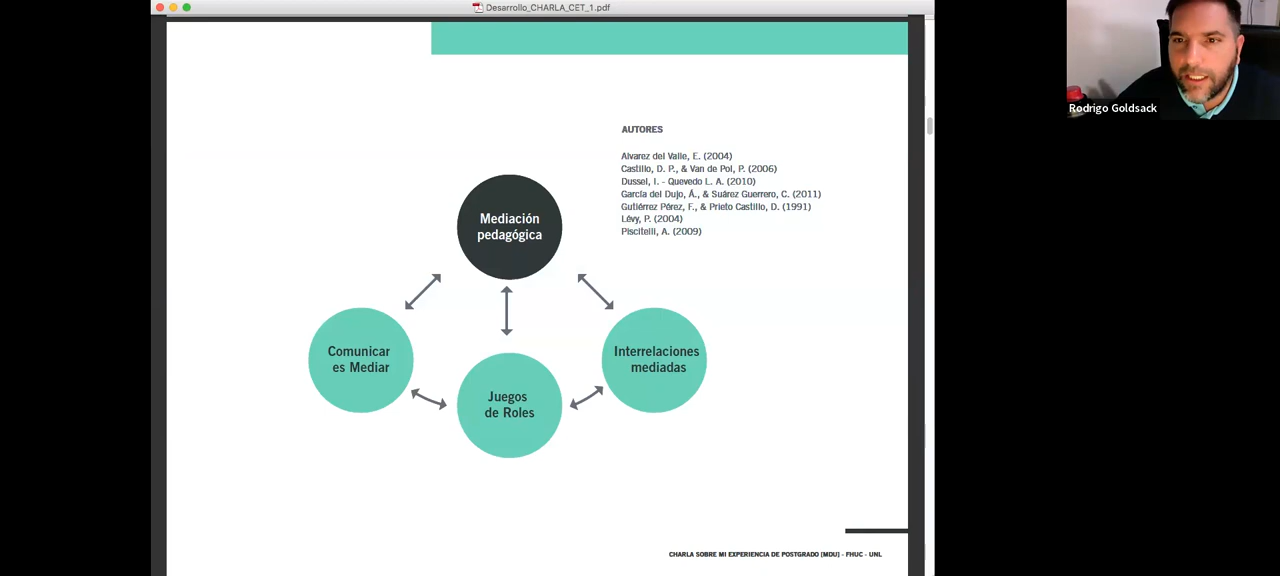 Desarrollo_CHARLA_CET_1.pdf
Rodrigo Goldsack
AUTORES
Alvarez del Valle, E. (2004)
Castillo, D. P., & Van de Pol, P. (2006)
Dussel, I. - Quevedo L. A. (2010)
García del Dujo, Á., & Suárez Guerrero, C. (2011)
Gutiérrez Pérez, F., & Prieto Castillo, D. (1991)
Lévy, P. (2004)
Piscitelli, A. (2009)
Mediación
pedagógica
Comunicar
es Mediar
Juegos
de Roles
Interrelaciones
mediadas
CHARLA SOBRE MI EXPERIENCIA DE POSTGRADO [MDU] - FHUC - UNL